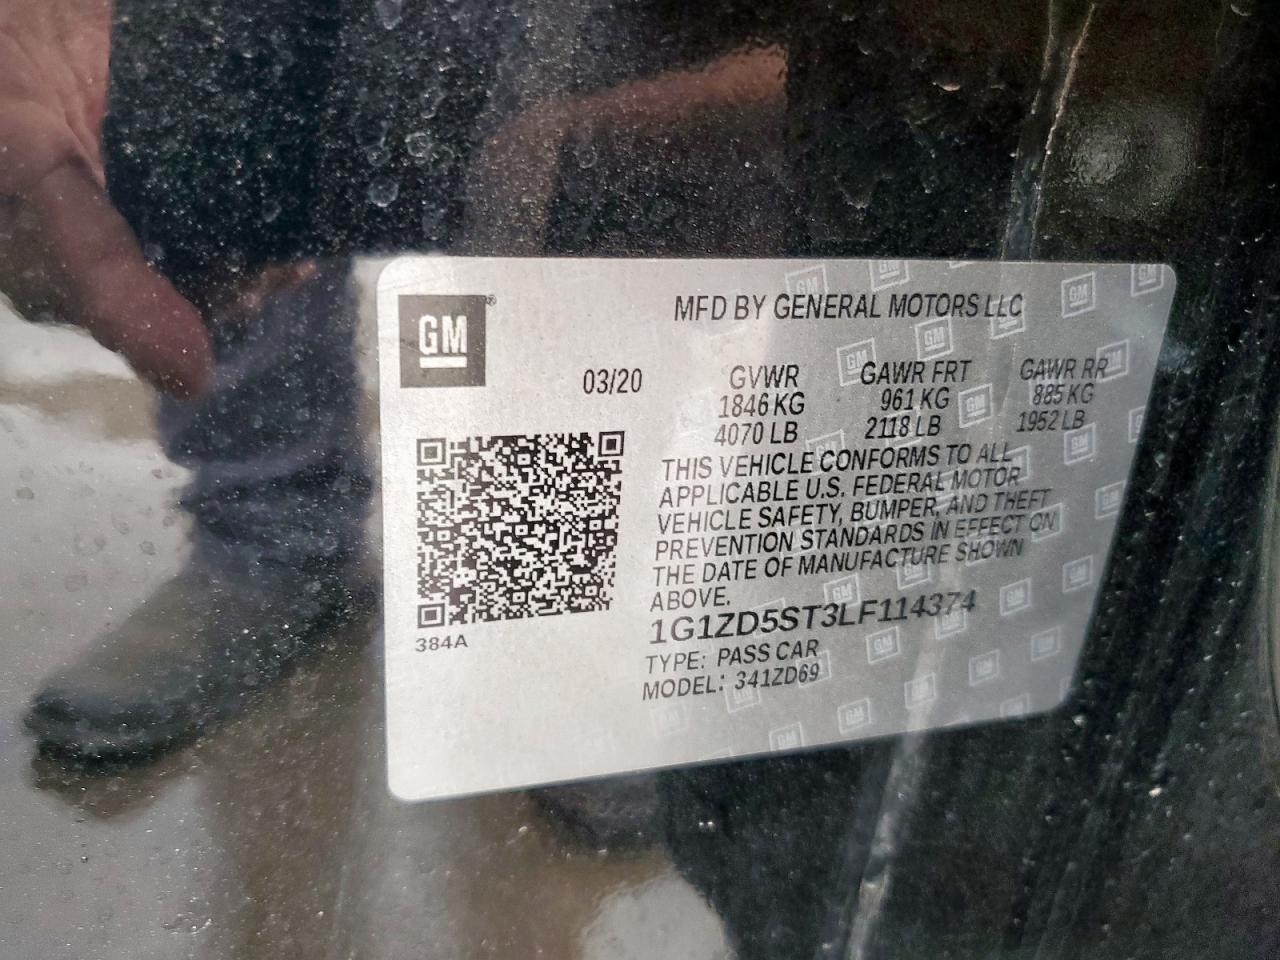 GM®
MFD BY GENERAL MOTORS LLC
03/20 GVWR GAWR FRT GAWR RR
1846 KG 961 KG 885 KG
4070 LB 2118 LB 1952 LB
THIS VEHICLE CONFORMS TO ALL
APPLICABLE U.S. FEDERAL MOTOR
VEHICLE SAFETY, BUMPER, AND THEFT
PREVENTION STANDARDS IN EFFECT ON
THE DATE OF MANUFACTURE SHOWN
ABOVE.
1G1ZD5ST3LF114374
TYPE: PASS CAR
MODEL: 341ZD69
384A